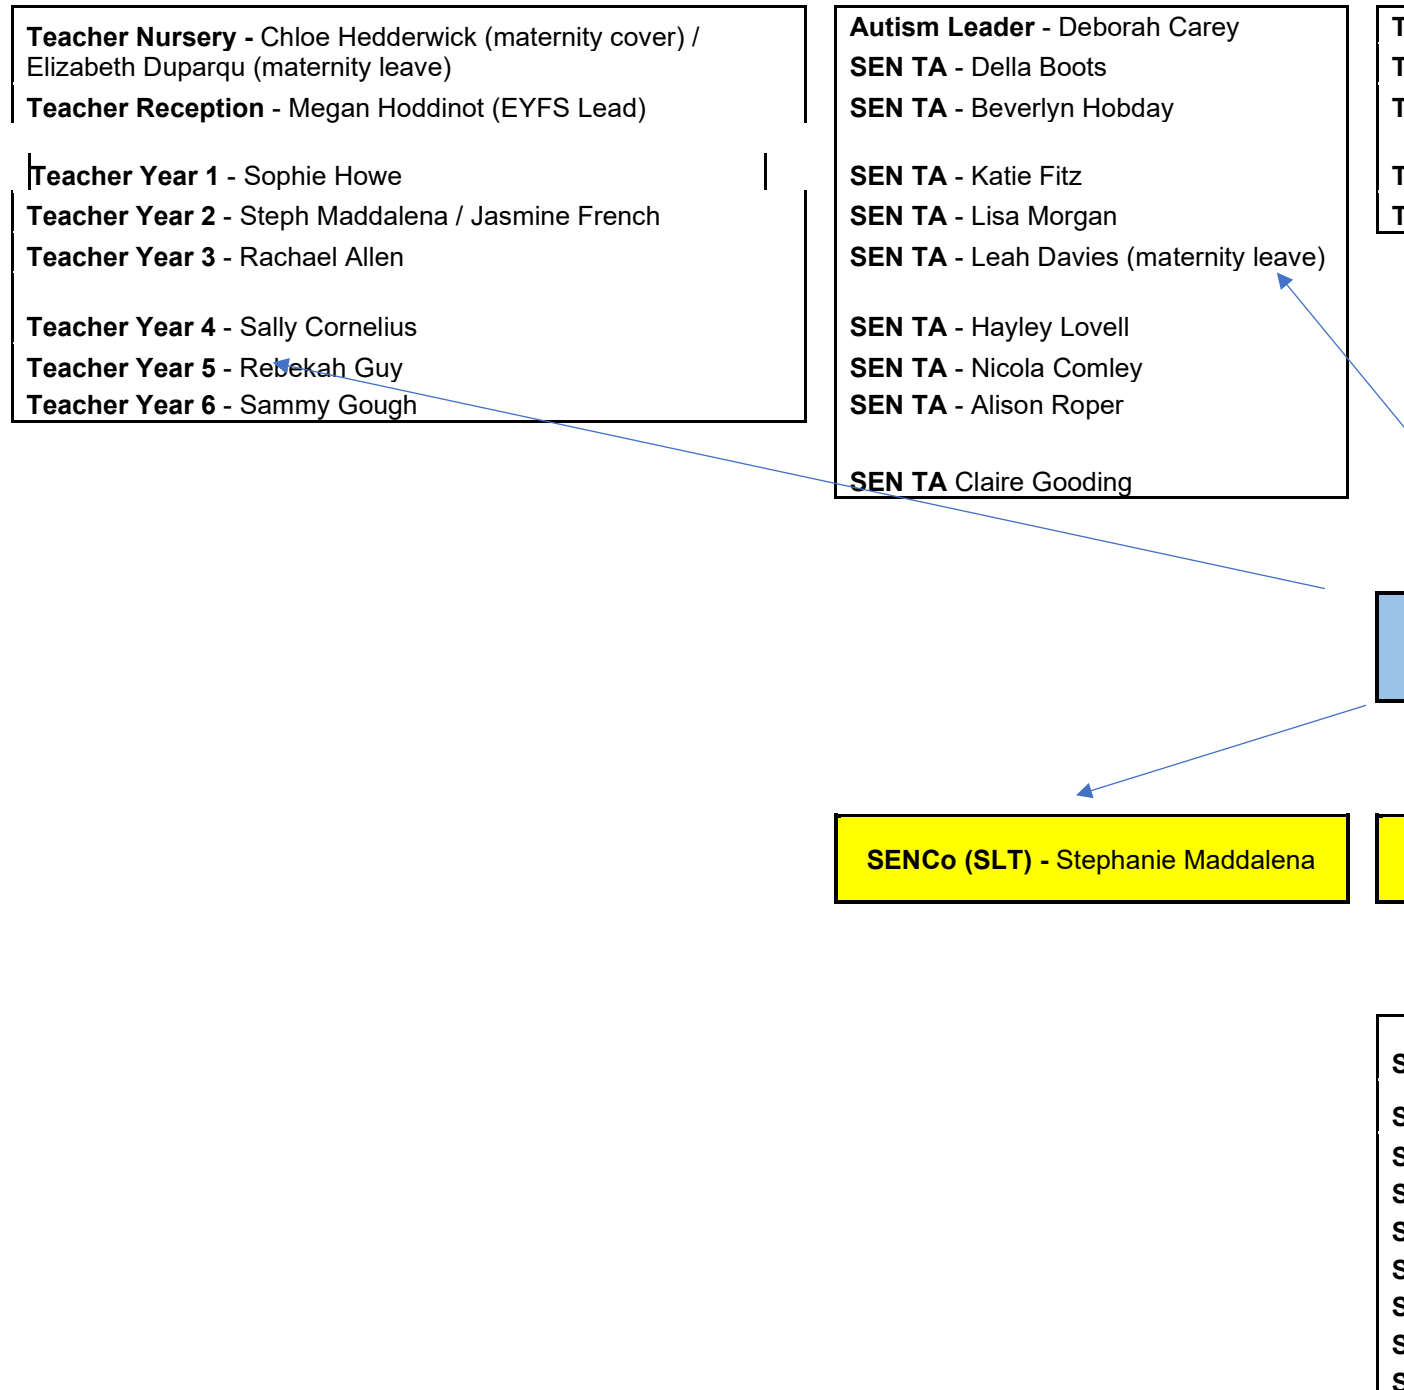 Teacher Nursery - Chloe Hedderwick (maternity cover) /
Elizabeth Duparqu (maternity leave)
Teacher Reception - Megan Hoddinot (EYFS Lead)
Teacher Year 1 - Sophie Howe
Teacher Year 2 - Steph Maddalena / Jasmine French
Teacher Year 3 - Rachael Allen
Teacher Year 4 - Sally Cornelius
Teacher Year 5 - Rebekah Guy
Teacher Year 6 - Sammy Gough
Autism Leader - Deborah Carey
SEN TA - Della Boots
SEN TA - Beverlyn Hobday
SEN TA - Katie Fitz
SEN TA - Lisa Morgan
SEN TA - Leah Davies (maternity leave)
SEN TA - Hayley Lovell
SEN TA - Nicola Comley
SEN TA - Alison Roper
SEN TA Claire Gooding
SENCo (SLT) - Stephanie Maddalena